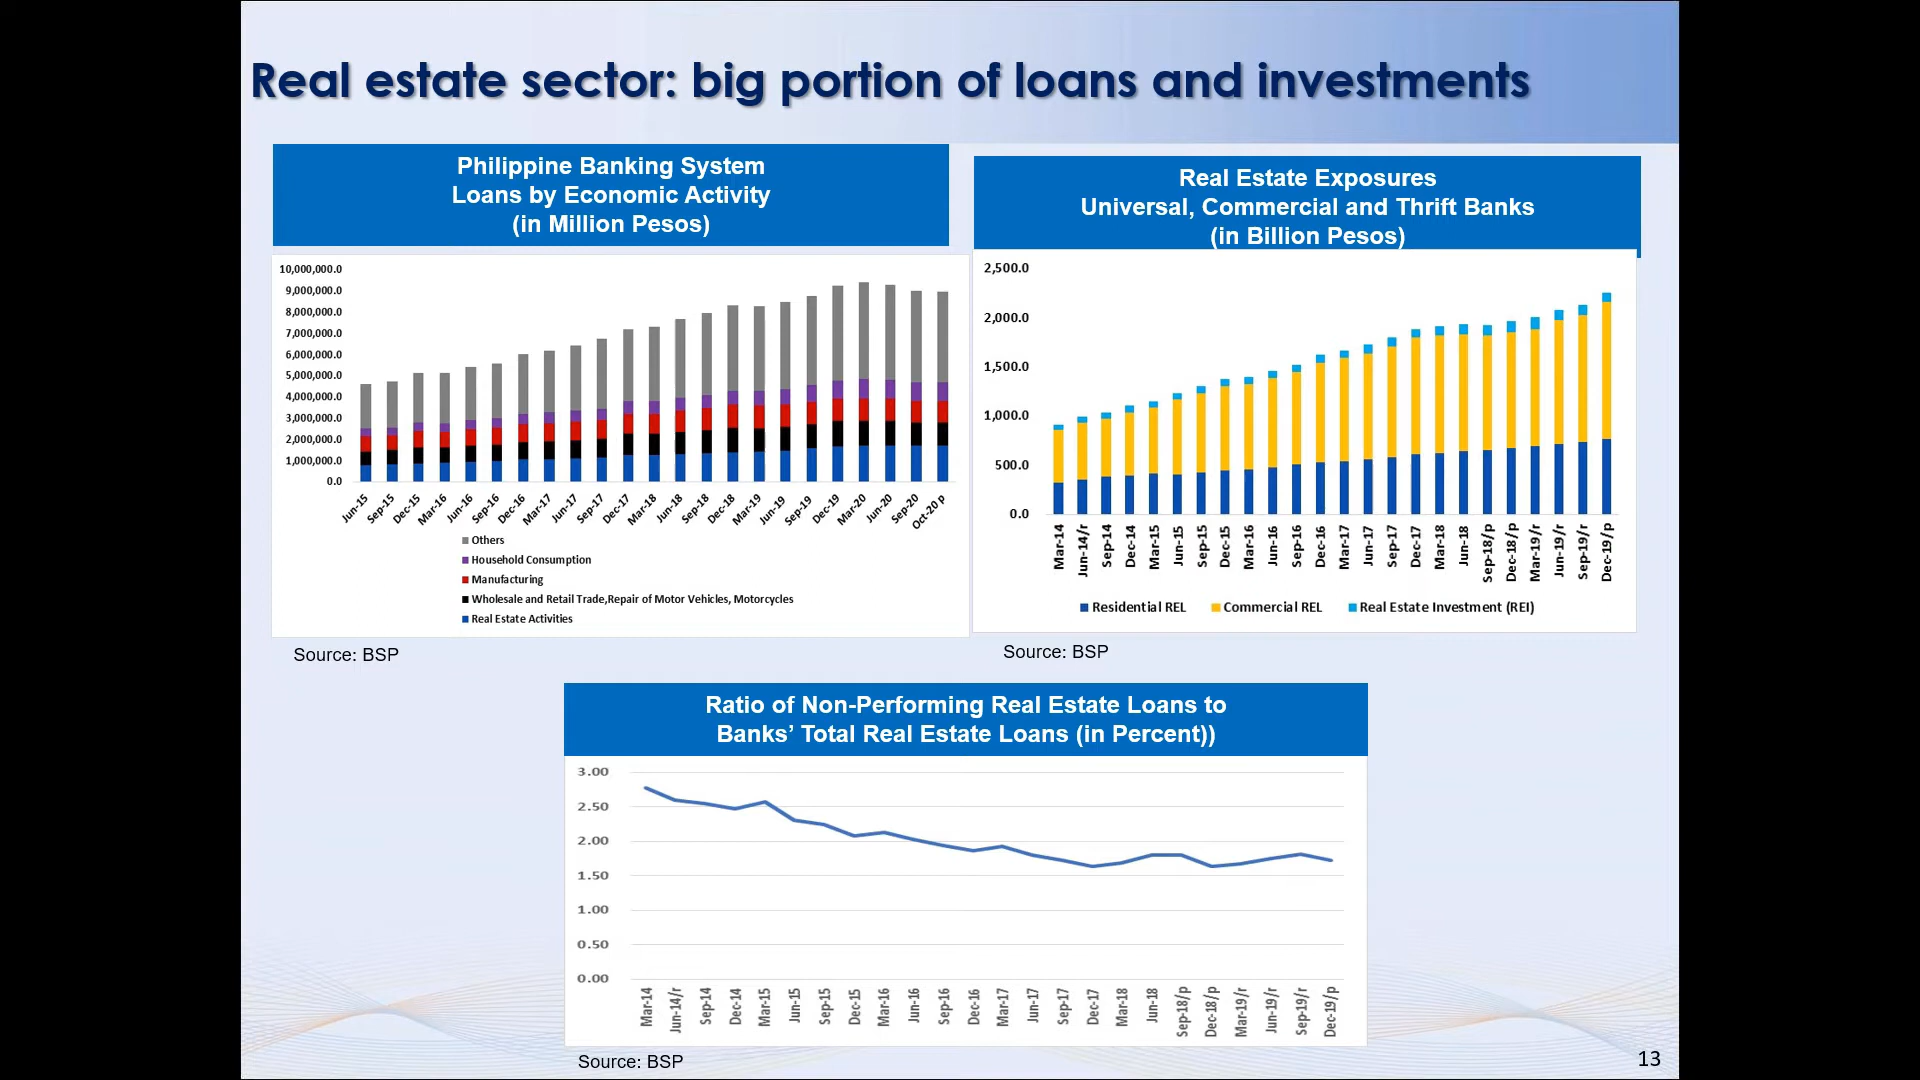 Real estate sector: big portion of loans and investments
Philippine Banking System
Loans by Economic Activity
(in Million Pesos)
10,000,000.0
9,000,000.0
8,000,000.0
7,000,000.0
6,000,000.0
5,000,000.0
4,000,000.0
3,000,000.0
2,000,000.0
1,000,000.0
0.0
Jun-15 Sep-15 Dec-15 Mar-16 Jun-16 Sep-16 Dec-16 Mar-17 Jun-17 Sep-17 Dec-17 Mar-18 Jun-18 Sep-18 Dec-18 Mar-19 Jun-19 Sep-19 Dec-19 Mar-20 Jun-20 Sep-20 Oct-20 p
Others
Household Consumption
Manufacturing
Wholesale and Retail Trade,Repair of Motor Vehicles, Motorcycles
Real Estate Activities
Source: BSP
Real Estate Exposures
Universal, Commercial and Thrift Banks
(in Billion Pesos)
2,500.0
2,000.0
1,500.0
1,000.0
500.0
0.0
Mar-14 Jun-14/r Sep-14 Dec-14 Mar-15 Jun-15 Sep-15 Dec-15 Mar-16 Jun-16 Sep-16 Dec-16 Mar-17 Jun-17 Sep-17 Dec-17 Mar-18 Jun-18 Sep-18/p Dec-18/p Mar-19/r Jun-19/r Sep-19/r Dec-19/p
Residential REL Commercial REL Real Estate Investment (REI)
Source: BSP
Ratio of Non-Performing Real Estate Loans to
Banks’ Total Real Estate Loans (in Percent))
3.00
2.50
2.00
1.50
1.00
0.50
0.00
Mar-14 Jun-14/r Sep-14 Dec-14 Mar-15 Jun-15 Sep-15 Dec-15 Mar-16 Jun-16 Sep-16 Dec-16 Mar-17 Jun-17 Sep-17 Dec-17 Mar-18 Jun-18 Sep-18/p Dec-18/p Mar-19/r Jun-19/r Sep-19/r Dec-19/p
Source: BSP
13